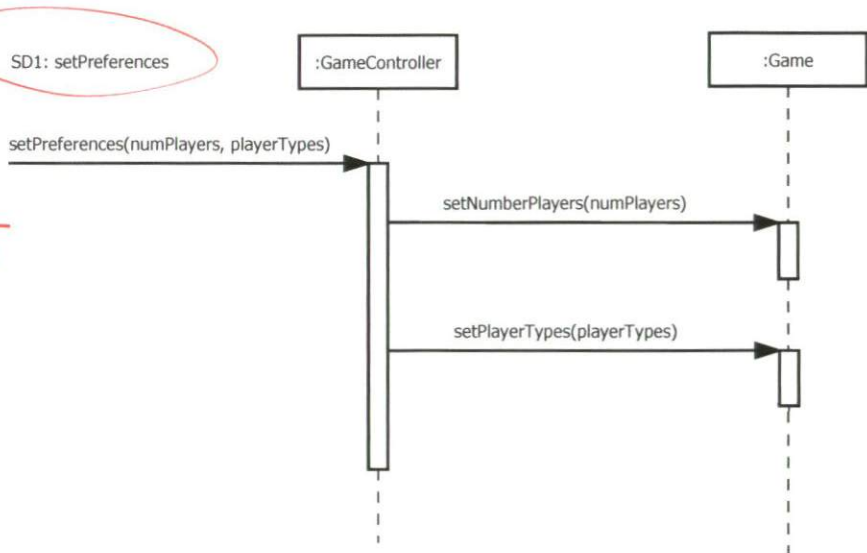 SD1: setPreferences
:GameController
:Game
setPreferences(numPlayers, playerTypes)
setNumberPlayers(numPlayers)
setPlayerTypes(playerTypes)